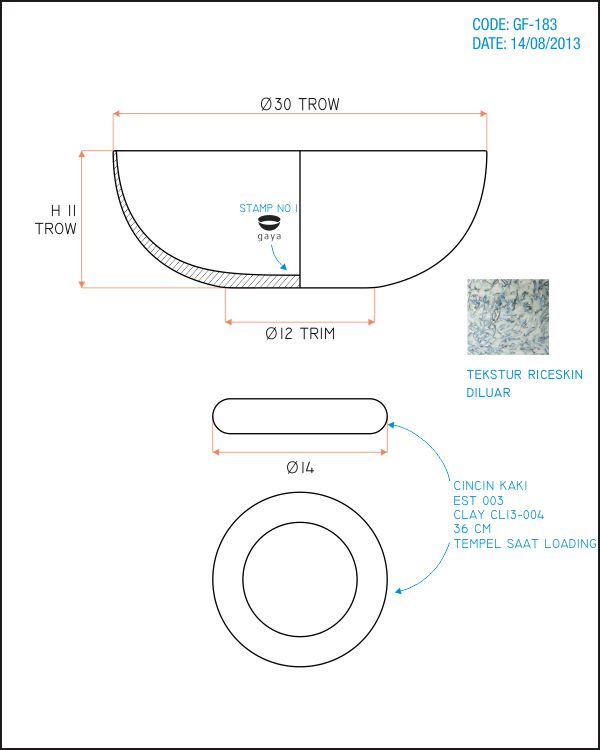 CODE: GF-183
DATE: 14/08/2013
Ø30 TROW
H 11
TROW
STAMP NO 1
gaya
Ø12 TRIM
TEKSTUR RICESKIN
DILUAR
Ø14
CINCIN KAKI
EST 003
CLAY CL13-004
36 CM
TEMPEL SAAT LOADING